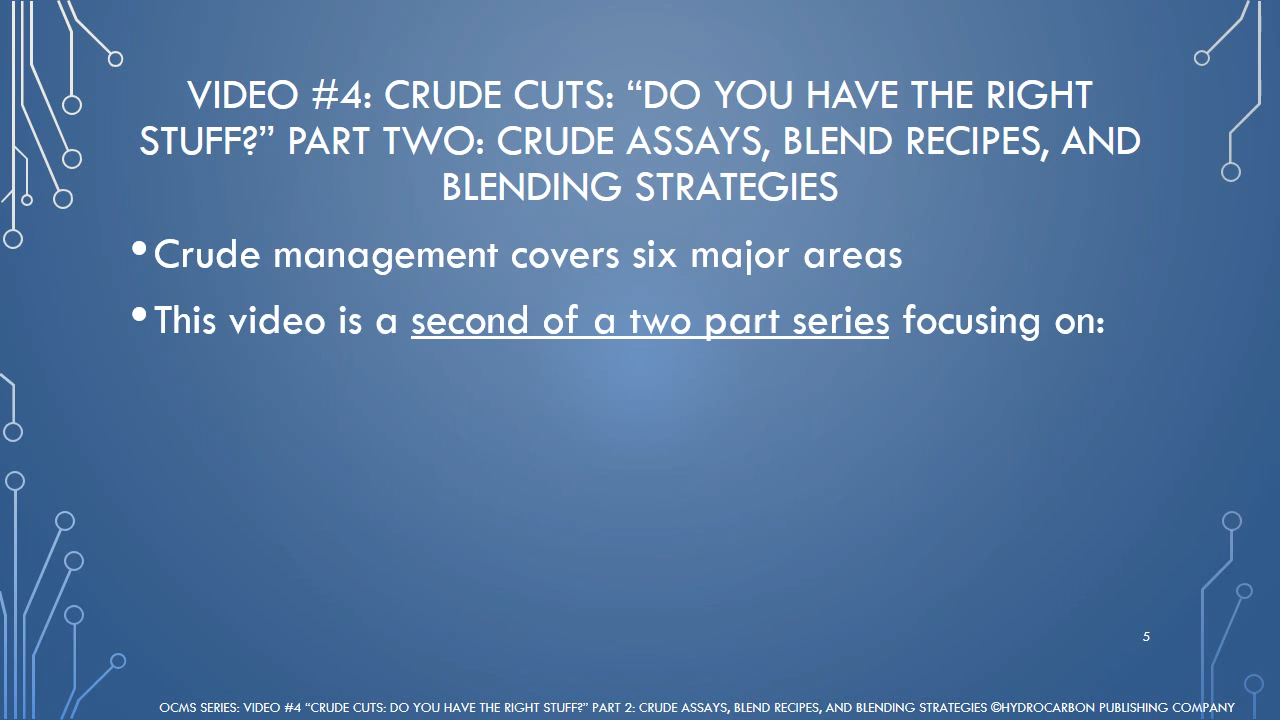 VIDEO #4: CRUDE CUTS: “DO YOU HAVE THE RIGHT
STUFF?” PART TWO: CRUDE ASSAYS, BLEND RECIPES, AND
BLENDING STRATEGIES
• Crude management covers six major areas
• This video is a second of a two part series focusing on:
5
OCMS SERIES: VIDEO #4 “CRUDE CUTS: DO YOU HAVE THE RIGHT STUFF?” PART 2: CRUDE ASSAYS, BLEND RECIPES, AND BLENDING STRATEGIES ©HYDROCARBON PUBLISHING COMPANY